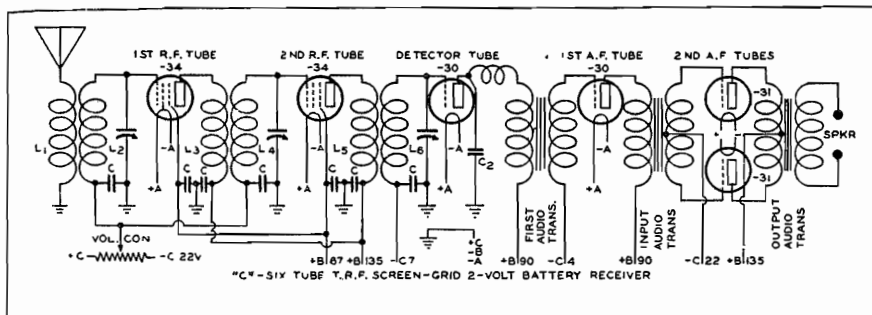 1ST R.F. TUBE
-34
2ND R.F. TUBE
-34
DETECTOR TUBE
-30
1ST A.F. TUBE
-30
2ND A.F TUBES
-31
L1
L2
C
-A
+A
L3
C
C
L4
C
-A
+A
L5
C
C
L6
C
-A
+A
C2
-A
+A
+
-
-31
SPKR
FIRST AUDIO TRANS.
INPUT AUDIO TRANS
OUTPUT AUDIO TRANS
+C
-B
-A
VOL. CON
+C
-C 22V
+B 67
+B 135
-C 7
+B 90
-C 4
+B 90
-C 22
+B 135
"C"-SIX TUBE T.R.F. SCREEN-GRID 2-VOLT BATTERY RECEIVER